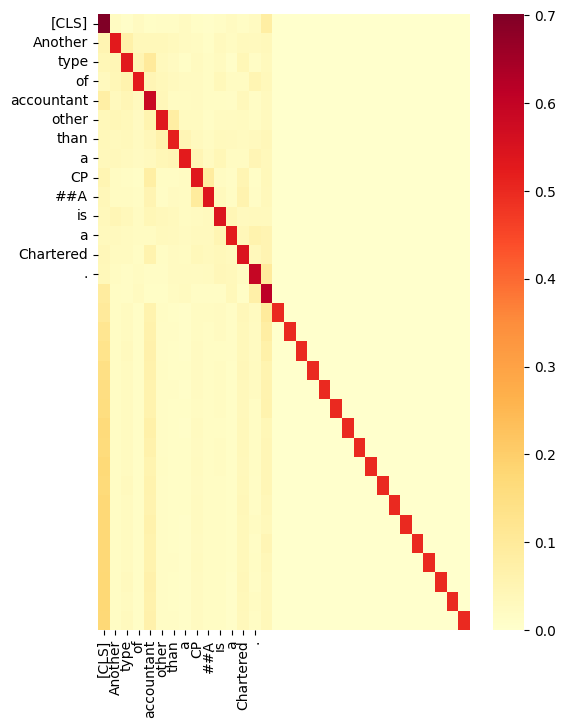 [CLS]
Another
type
of
accountant
other
than
a
CP
##A
is
a
Chartered
.
0.7
0.6
0.5
0.4
0.3
0.2
0.1
0.0
[CLS]
Another
type
of
accountant
other
than
a
CP
##A
is
a
Chartered
.